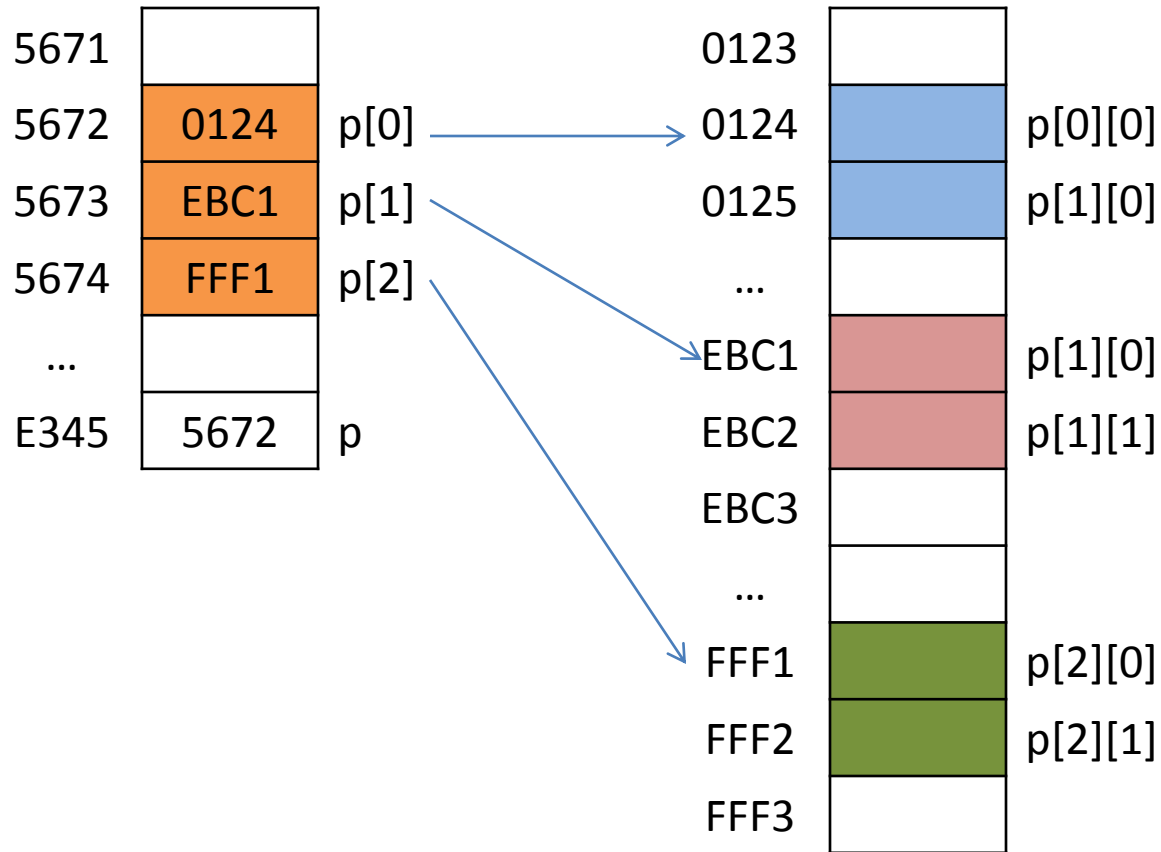 5671
5672 0124 p[0]
5673 EBC1 p[1]
5674 FFF1 p[2]
...
E345 5672 p
0123
0124 p[0][0]
0125 p[1][0]
...
EBC1 p[1][0]
EBC2 p[1][1]
EBC3
...
FFF1 p[2][0]
FFF2 p[2][1]
FFF3